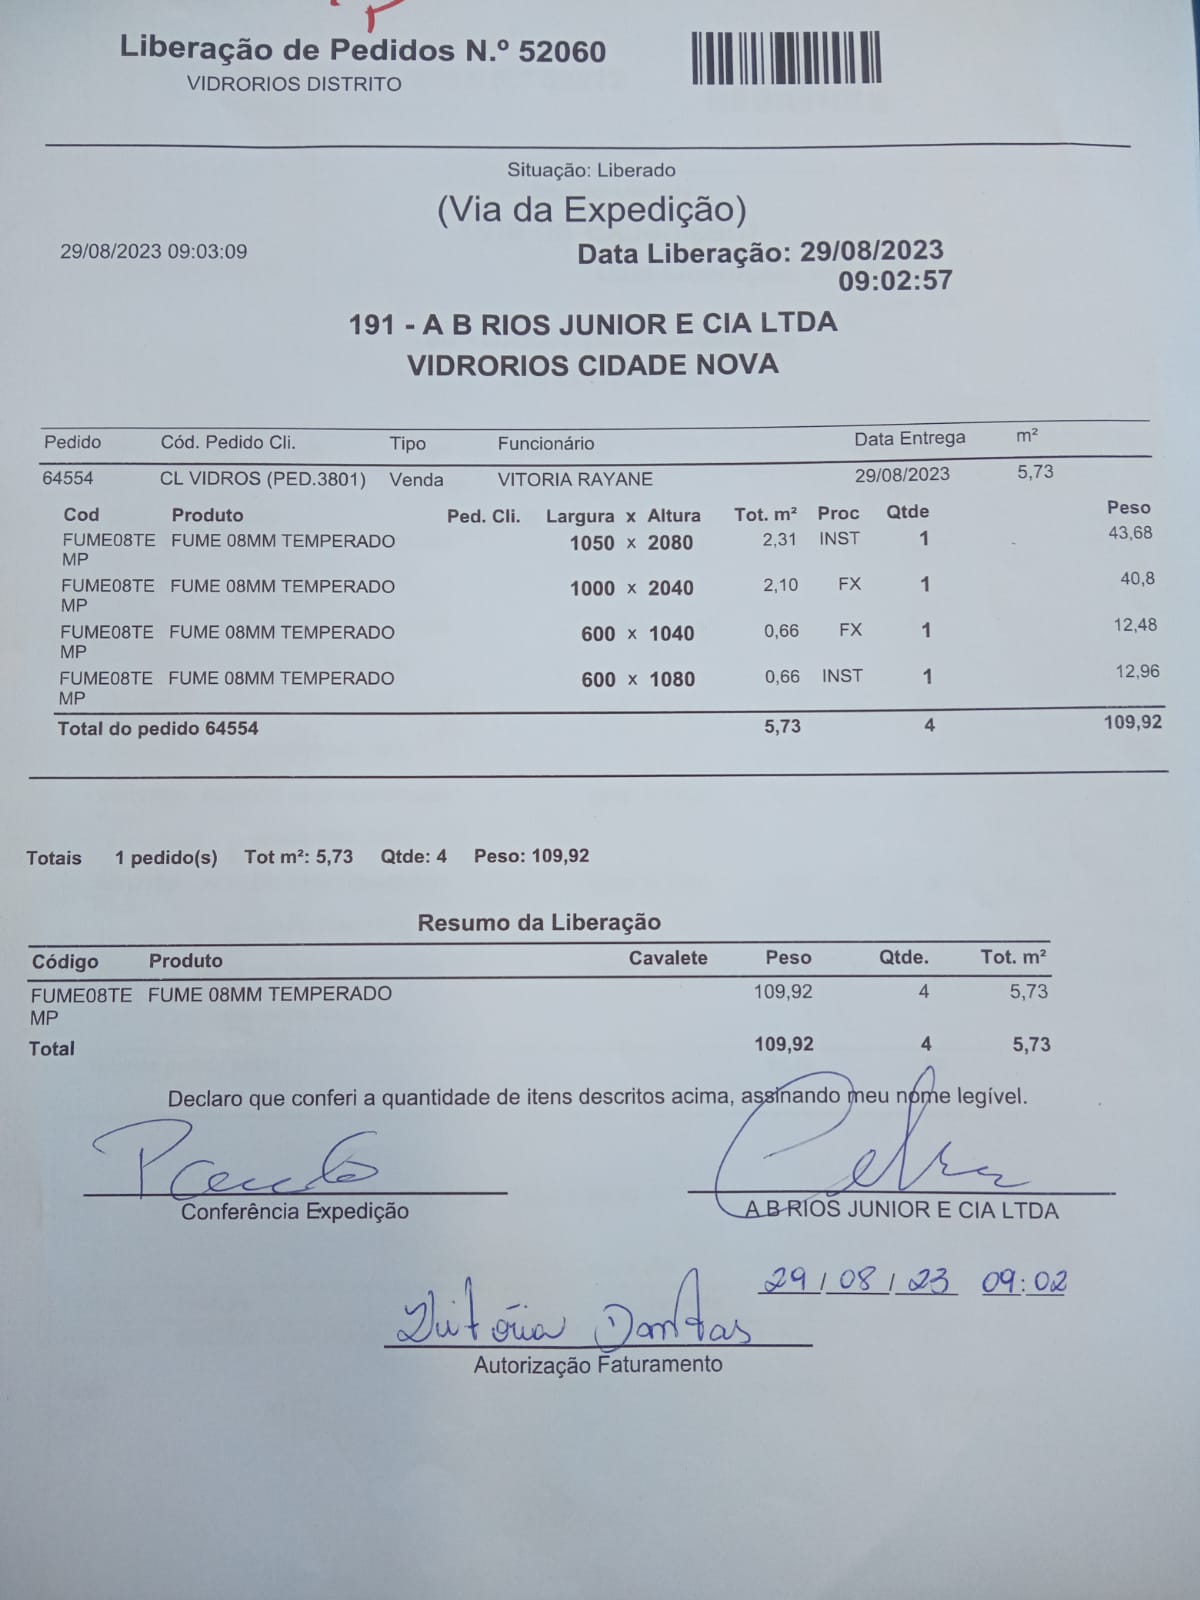 Liberação de Pedidos N.º 52060
VIDRORIOS DISTRITO
Situação: Liberado
(Via da Expedição)
29/08/2023 09:03:09
Data Liberação: 29/08/2023
09:02:57
191 - A B RIOS JUNIOR E CIA LTDA
VIDRORIOS CIDADE NOVA
Pedido Cód. Pedido Cli. Tipo Funcionário Data Entrega m²
64554 CL VIDROS (PED.3801) Venda VITORIA RAYANE 29/08/2023 5,73
Cod Produto Ped. Cli. Largura x Altura Tot. m² Proc Qtde Peso
FUME08TE FUME 08MM TEMPERADO 1050 x 2080 2,31 INST 1 43,68
MP
FUME08TE FUME 08MM TEMPERADO 1000 x 2040 2,10 FX 1 40,8
MP
FUME08TE FUME 08MM TEMPERADO 600 x 1040 0,66 FX 1 12,48
MP
FUME08TE FUME 08MM TEMPERADO 600 x 1080 0,66 INST 1 12,96
MP
Total do pedido 64554 5,73 4 109,92
Totais 1 pedido(s) Tot m²: 5,73 Qtde: 4 Peso: 109,92
Resumo da Liberação
Código Produto Cavalete Peso Qtde. Tot. m²
FUME08TE FUME 08MM TEMPERADO 109,92 4 5,73
MP
Total 109,92 4 5,73
Declaro que conferi a quantidade de itens descritos acima, assinando meu nome legível.
Conferência Expedição
A B RIOS JUNIOR E CIA LTDA
29/08/23 09:02
Vitória Dantas
Autorização Faturamento